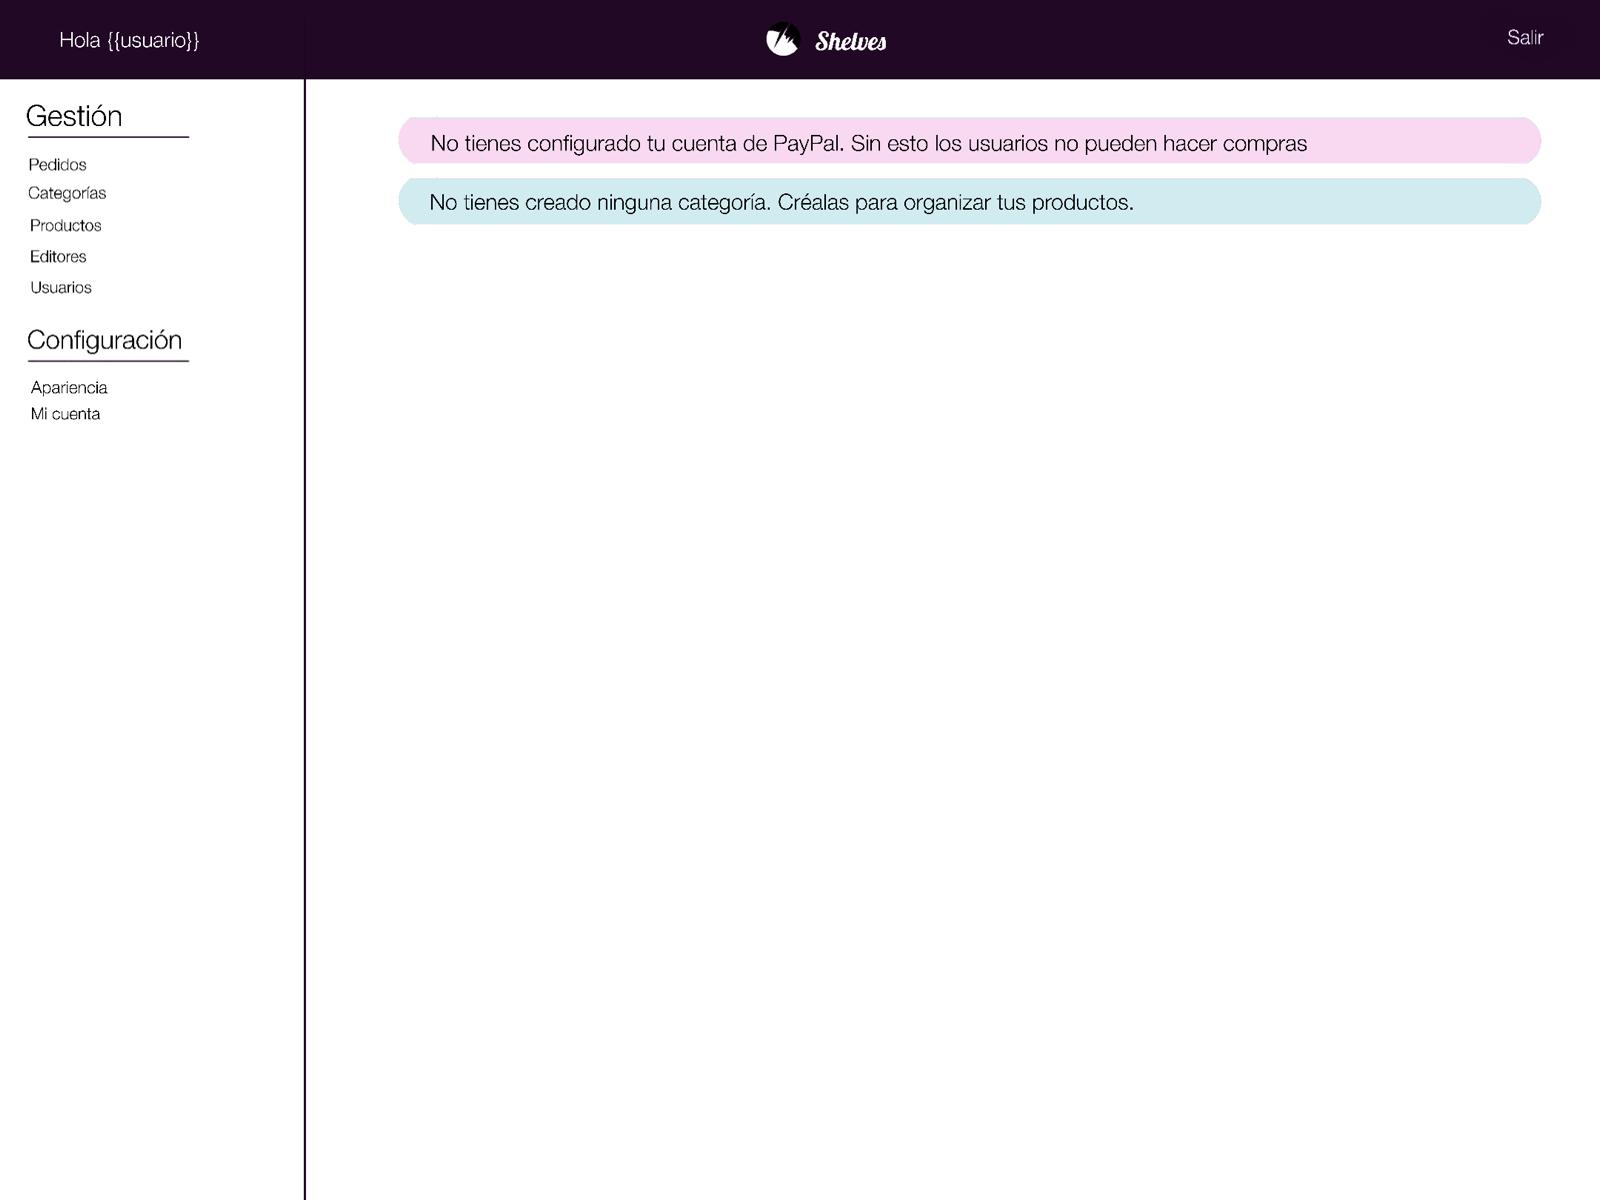 Hola {{usuario}}
Shelves
Salir
Gestión
Pedidos
Categorías
Productos
Editores
Usuarios
Configuración
Apariencia
Mi cuenta
No tienes configurado tu cuenta de PayPal. Sin esto los usuarios no pueden hacer compras
No tienes creado ninguna categoría. Créalas para organizar tus productos.